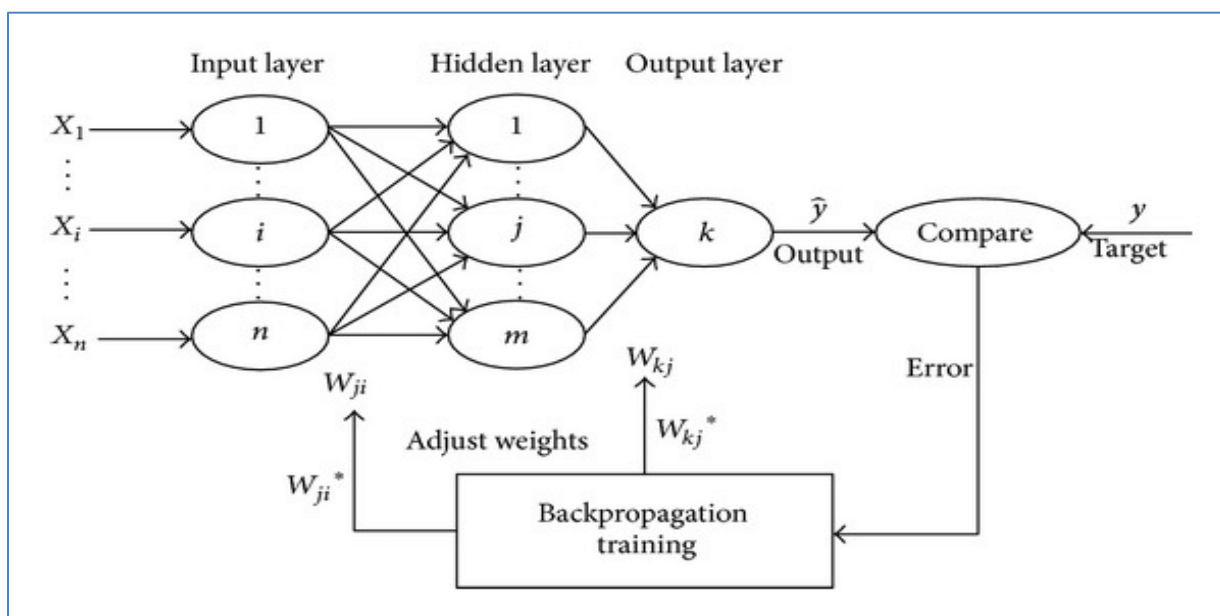 Input layer
Hidden layer
Output layer
X₁
1
1
⋮
⋮
⋮
Xᵢ
i
j
k
ŷ
Output
Compare
y
Target
⋮
⋮
⋮
Xₙ
n
m
Wⱼᵢ
Wₖⱼ
Error
Adjust weights
Wₖⱼ*
Wⱼᵢ*
Backpropagation
training